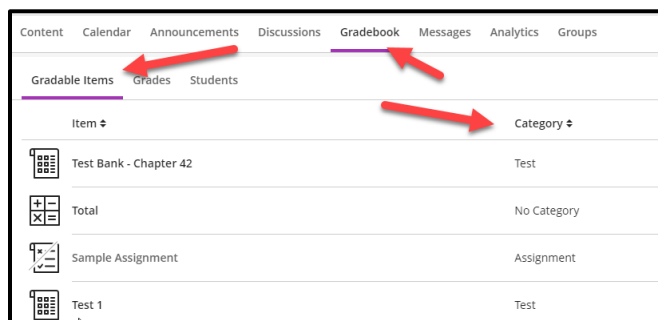 Content Calendar Announcements Discussions Gradebook Messages Analytics Groups
Gradable Items Grades Students
Item Category
Test Bank - Chapter 42 Test
Total No Category
Sample Assignment Assignment
Test 1 Test